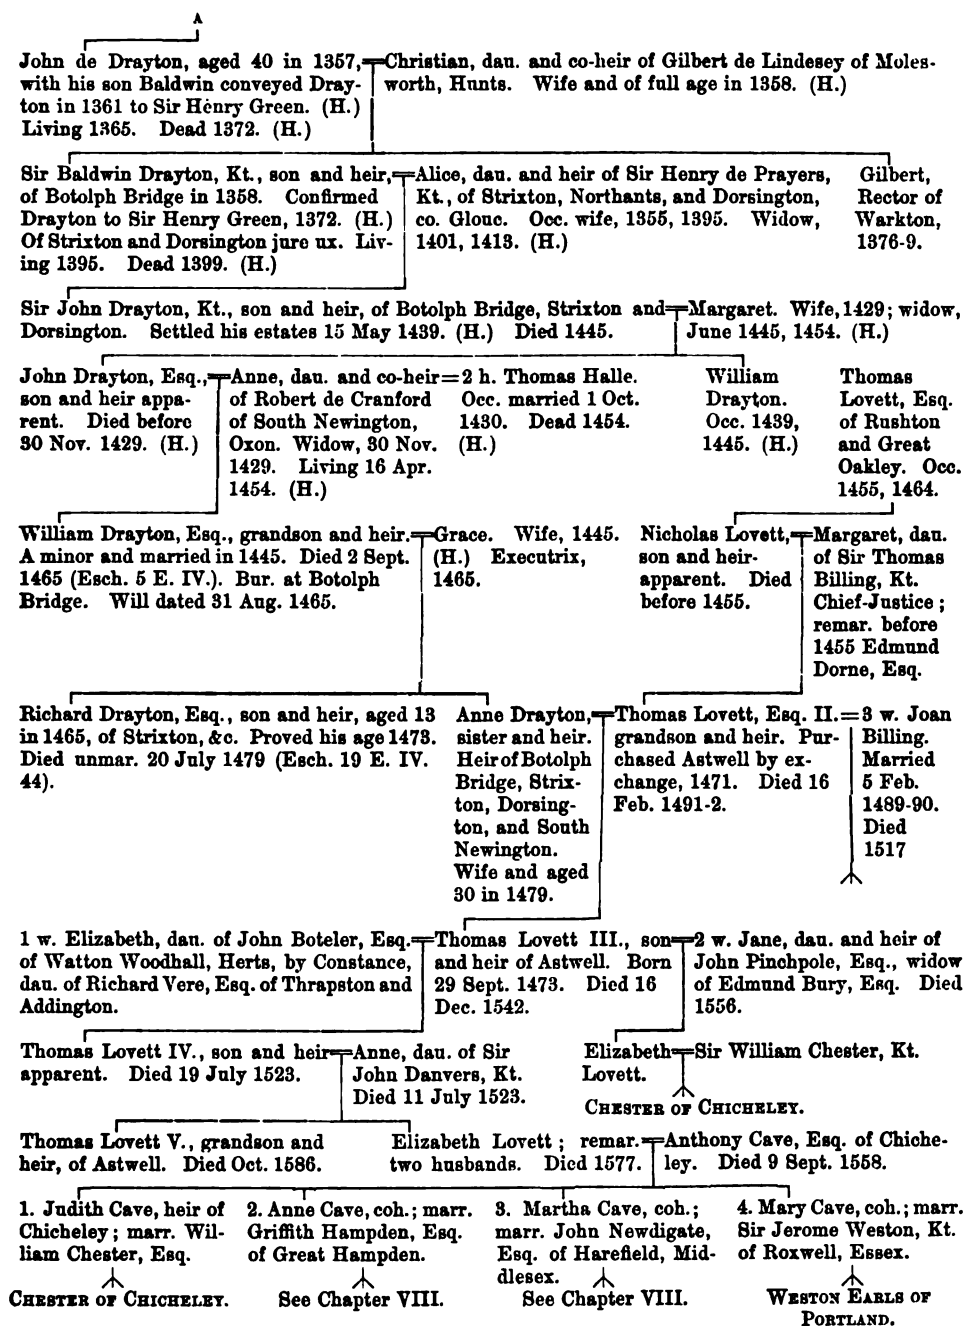 A
John de Drayton, aged 40 in 1357,
with his son Baldwin conveyed Dray-
ton in 1361 to Sir Henry Green. (H.)
Living 1365. Dead 1372. (H.)
Christian, dau. and co-heir of Gilbert de Lindesey of Moles-
worth, Hunts. Wife and of full age in 1358. (H.)
Sir Baldwin Drayton, Kt., son and heir,
of Botolph Bridge in 1358. Confirmed
Drayton to Sir Henry Green, 1372. (H.)
Of Strixton and Dorsington jure ux. Liv-
ing 1395. Dead 1399. (H.)
Alice, dau. and heir of Sir Henry de Prayers,
Kt., of Strixton, Northants, and Dorsington,
co. Glouc. Occ. wife, 1355, 1395. Widow,
1401, 1413. (H.)
Gilbert,
Rector of
Warkton,
1376-9.
Sir John Drayton, Kt., son and heir, of Botolph Bridge, Strixton and
Dorsington. Settled his estates 15 May 1439. (H.) Died 1445.
Margaret. Wife, 1429; widow,
June 1445, 1454. (H.)
John Drayton, Esq.,
son and heir appa-
rent. Died before
30 Nov. 1429. (H.)
Anne, dau. and co-heir
of Robert de Cranford
of South Newington,
Oxon. Widow, 30 Nov.
1429. Living 16 Apr.
1454. (H.)
=2 h. Thomas Halle.
Occ. married 1 Oct.
1430. Dead 1454.
(H.)
William
Drayton.
Occ. 1439,
1445. (H.)
Thomas
Lovett, Esq.
of Rushton
and Great
Oakley. Occ.
1455, 1464.
William Drayton, Esq., grandson and heir.
A minor and married in 1445. Died 2 Sept.
1465 (Esch. 5 E. IV.). Bur. at Botolph
Bridge. Will dated 31 Aug. 1465.
Grace. Wife, 1445.
(H.) Executrix,
1465.
Nicholas Lovett,
son and heir-
apparent. Died
before 1455.
Margaret, dau.
of Sir Thomas
Billing, Kt.
Chief-Justice;
remar. before
1455 Edmund
Dorne, Esq.
Richard Drayton, Esq., son and heir, aged 13
in 1465, of Strixton, &c. Proved his age 1473.
Died unmar. 20 July 1479 (Esch. 19 E. IV.
44).
Anne Drayton,
sister and heir.
Heir of Botolph
Bridge, Strix-
ton, Dorsing-
ton, and South
Newington.
Wife and aged
30 in 1479.
Thomas Lovett, Esq. II.
grandson and heir. Pur-
chased Astwell by ex-
change, 1471. Died 16
Feb. 1491-2.
=3 w. Joan
Billing.
Married
5 Feb.
1489-90.
Died
1517
1 w. Elizabeth, dau. of John Boteler, Esq.
of Watton Woodhall, Herts, by Constance,
dau. of Richard Vere, Esq. of Thrapston and
Addington.
Thomas Lovett III., son
and heir of Astwell. Born
29 Sept. 1473. Died 16
Dec. 1542.
2 w. Jane, dau. and heir of
John Pinchpole, Esq., widow
of Edmund Bury, Esq. Died
1556.
Thomas Lovett IV., son and heir
apparent. Died 19 July 1523.
Anne, dau. of Sir
John Danvers, Kt.
Died 11 July 1523.
Elizabeth
Lovett.
Sir William Chester, Kt.
CHESTER OF CHICHELEY.
Thomas Lovett V., grandson and
heir, of Astwell. Died Oct. 1586.
Elizabeth Lovett; remar.
two husbands. Died 1577.
Anthony Cave, Esq. of Chiche-
ley. Died 9 Sept. 1558.
1. Judith Cave, heir of
Chicheley; marr. Wil-
liam Chester, Esq.
CHESTER OF CHICHELEY.
2. Anne Cave, coh.; marr.
Griffith Hampden, Esq.
of Great Hampden.
See Chapter VIII.
3. Martha Cave, coh.;
marr. John Newdigate,
Esq. of Harefield, Mid-
dlesex.
See Chapter VIII.
4. Mary Cave, coh.; marr.
Sir Jerome Weston, Kt.
of Roxwell, Essex.
WESTON EARLS OF
PORTLAND.